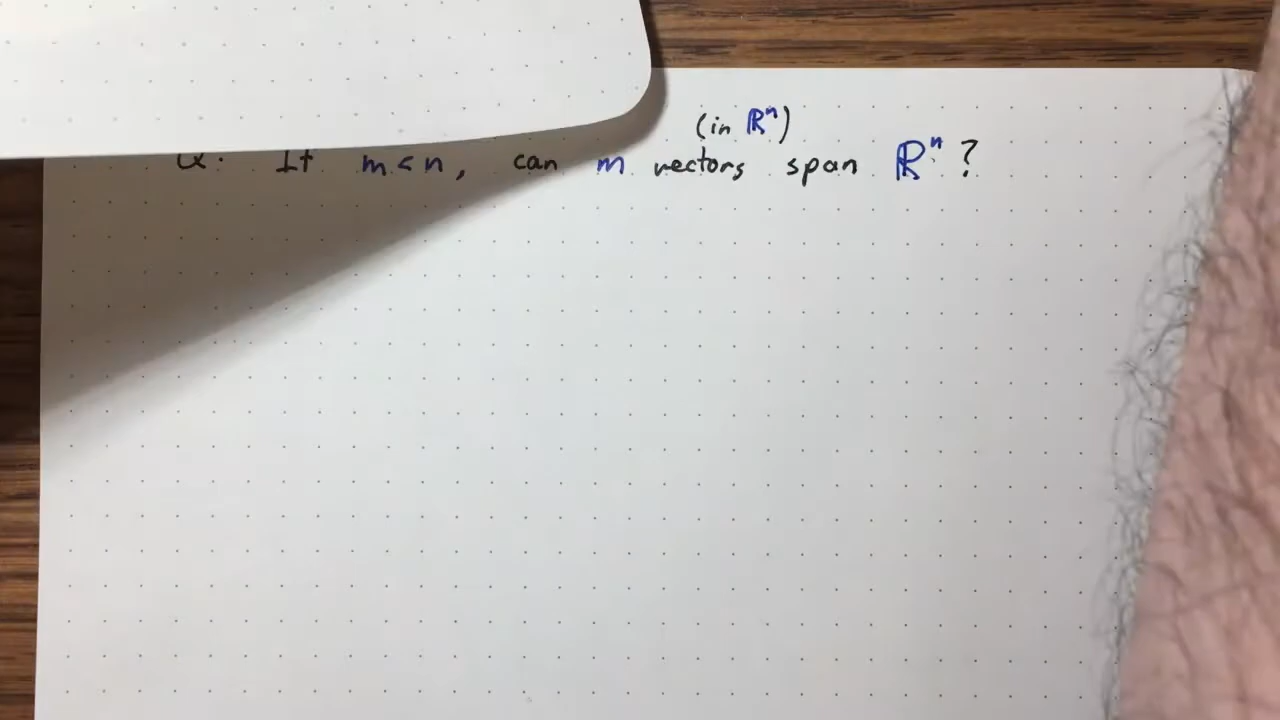 (in ℝⁿ)
Q: If m<n, can m vectors span ℝⁿ?